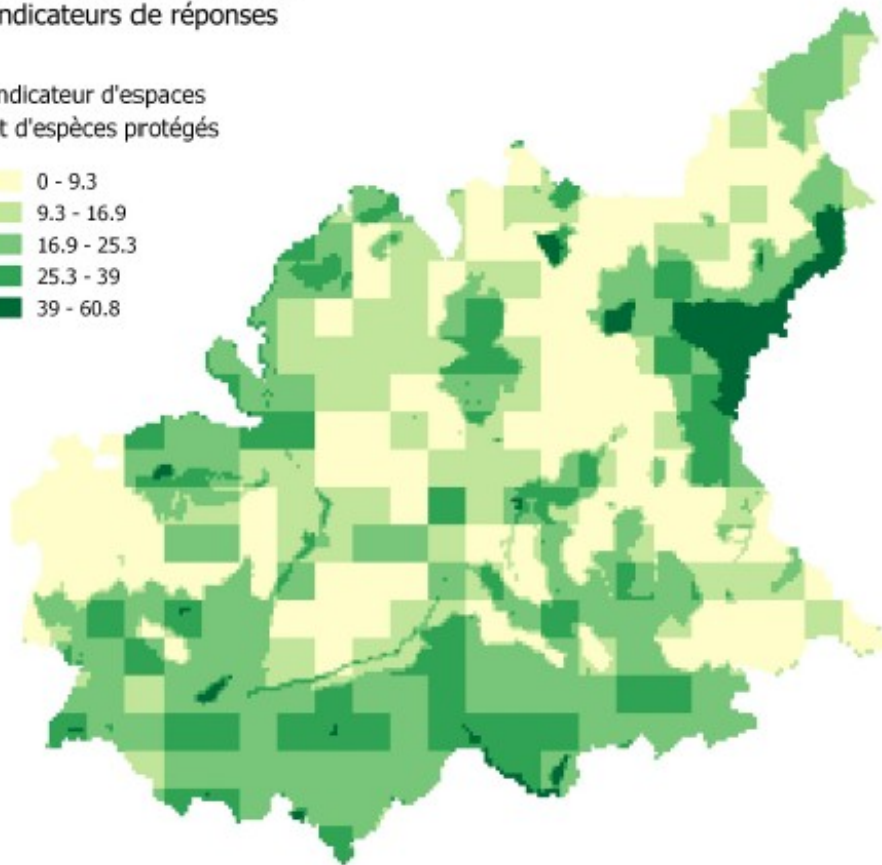 ndicateurs de réponses
ndicateur d'espaces
t d'espèces protégés
0 - 9.3
9.3 - 16.9
16.9 - 25.3
25.3 - 39
39 - 60.8